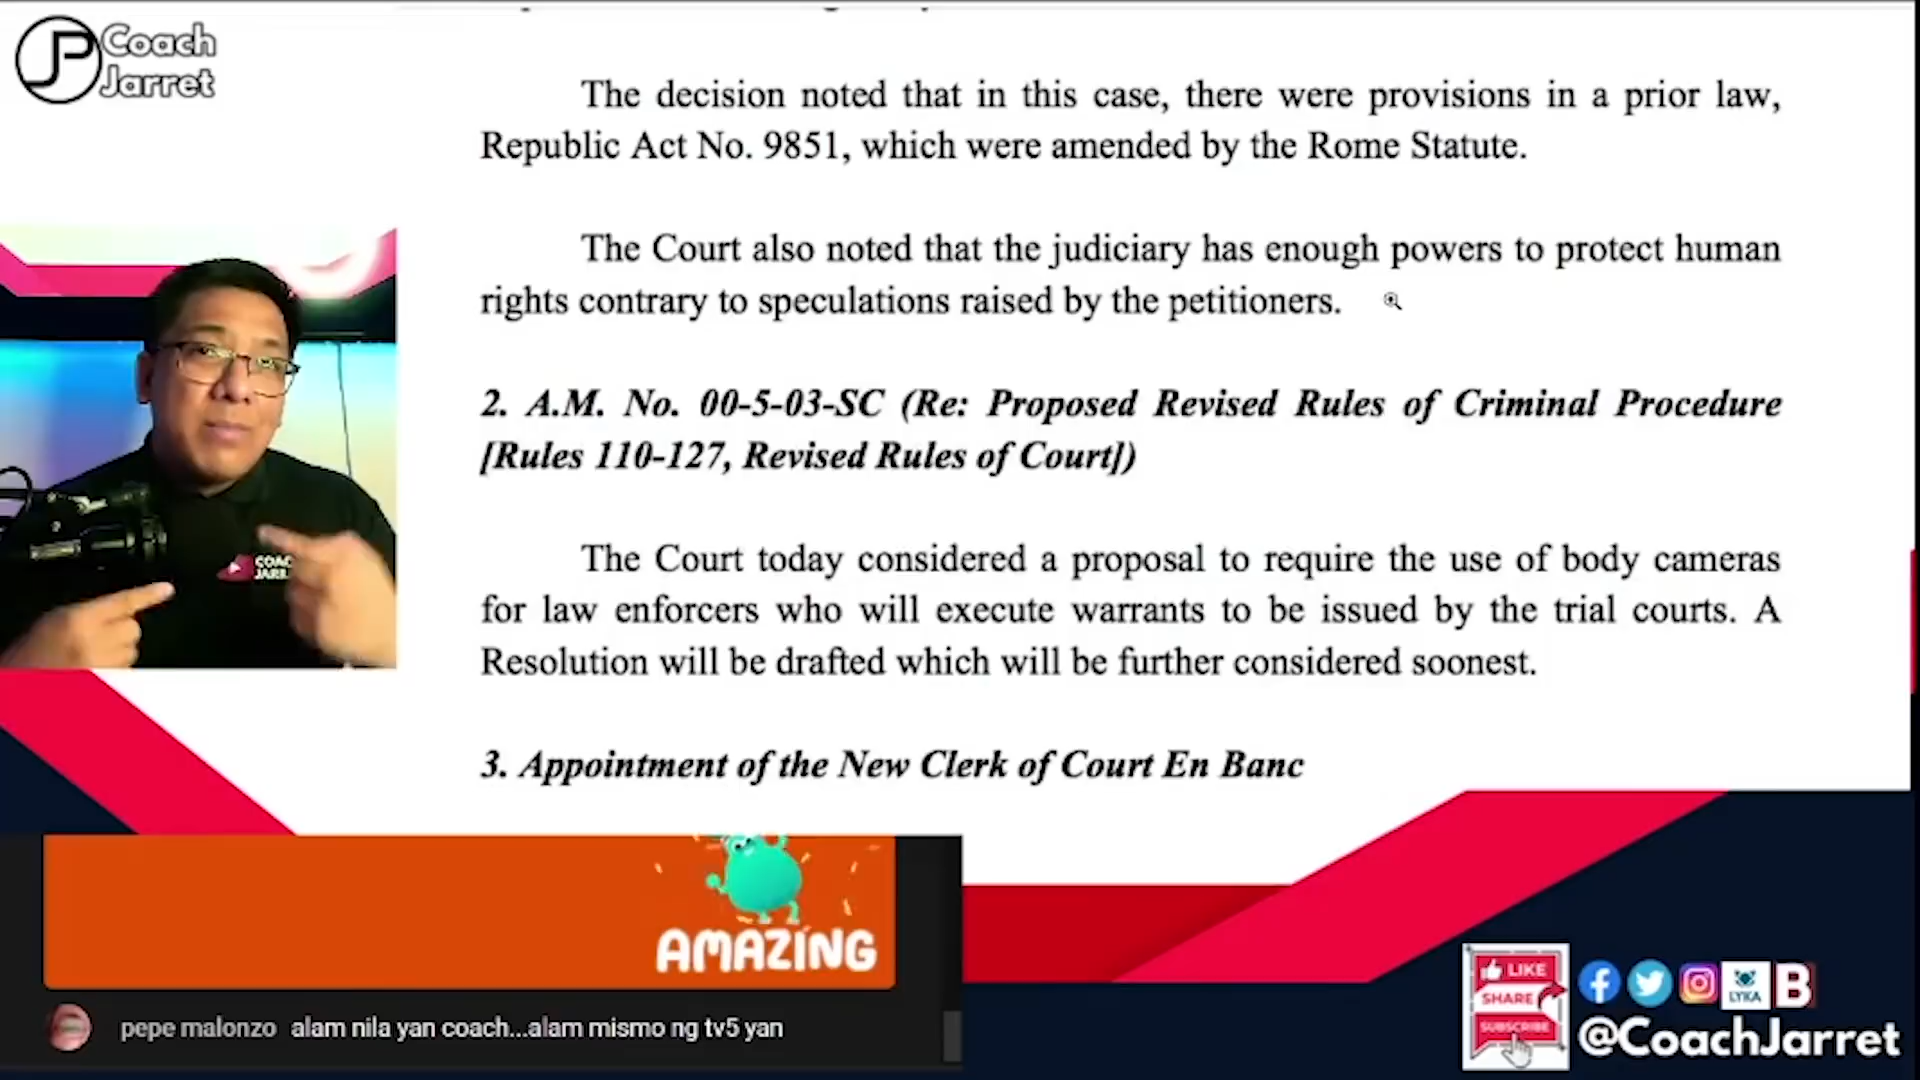 Coach
Jarret
The decision noted that in this case, there were provisions in a prior law,
Republic Act No. 9851, which were amended by the Rome Statute.
The Court also noted that the judiciary has enough powers to protect human
rights contrary to speculations raised by the petitioners.
2. A.M. No. 00-5-03-SC (Re: Proposed Revised Rules of Criminal Procedure
[Rules 110-127, Revised Rules of Court])
The Court today considered a proposal to require the use of body cameras
for law enforcers who will execute warrants to be issued by the trial courts. A
Resolution will be drafted which will be further considered soonest.
3. Appointment of the New Clerk of Court En Banc
AMAZING
pepe malonzo alam nila yan coach...alam mismo ng tv5 yan
LIKE
SHARE
SUBSCRIBE
LYKA
B
@CoachJarret